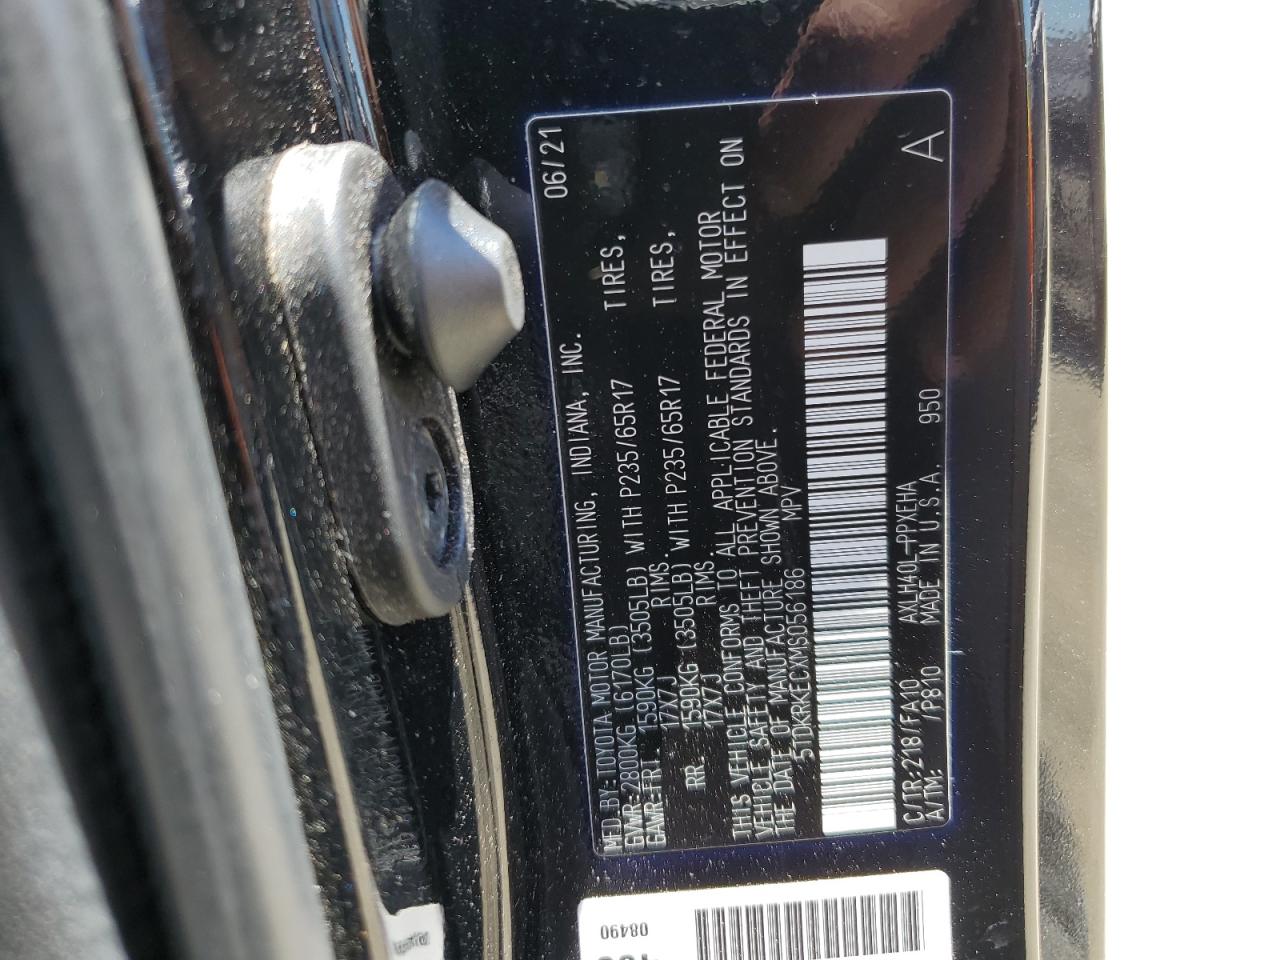 MFD. BY: TOYOTA MOTOR MANUFACTURING, INDIANA, INC. 06/21
GVWR: 2800KG (6170LB)
GAWR: FRT. 1590KG (3505LB) WITH P235/65R17 TIRES,
17X7J RIMS.
RR. 1590KG (3505LB) WITH P235/65R17 TIRES,
17X7J RIMS.
THIS VEHICLE CONFORMS TO ALL APPLICABLE FEDERAL MOTOR
VEHICLE SAFETY AND THEFT PREVENTION STANDARDS IN EFFECT ON
THE DATE OF MANUFACTURE SHOWN ABOVE.
5TDKRKECXMS056186 MPV
C/TR:218/FA10 AXLH40L-PPXEHA A
A/TM: /P810 MADE IN U.S.A. 950
08490